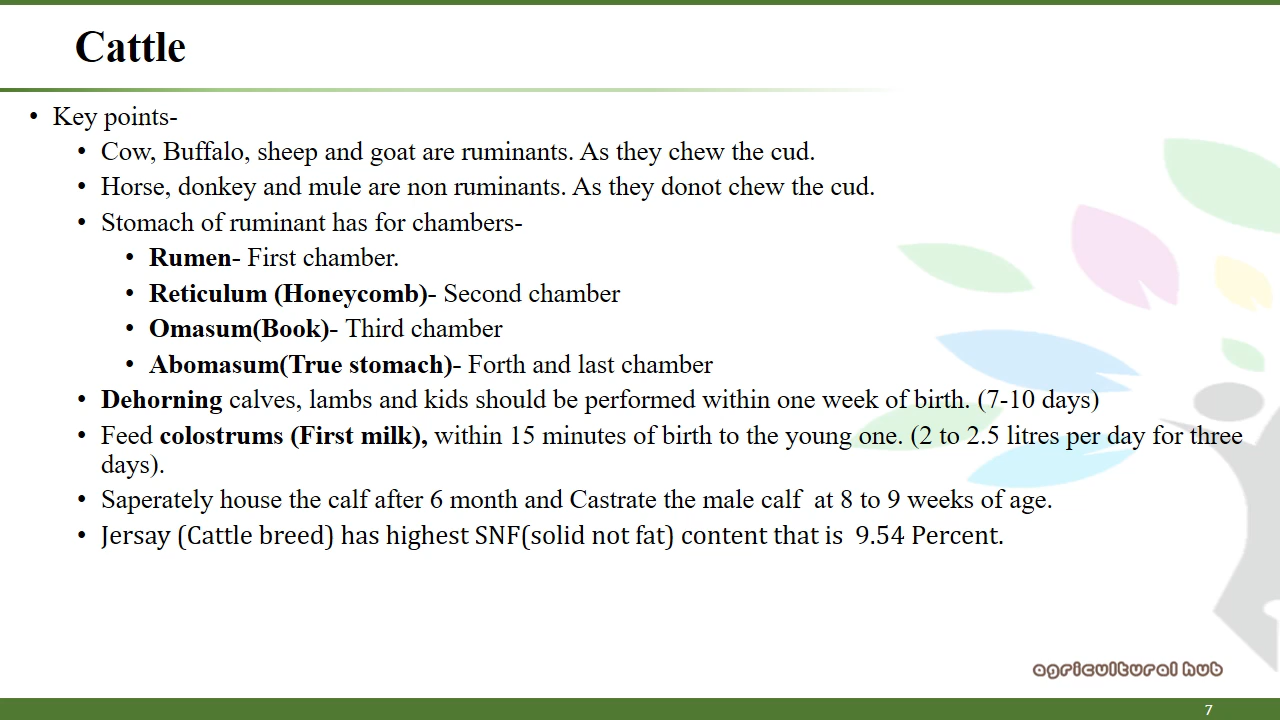 Cattle
• Key points-
• Cow, Buffalo, sheep and goat are ruminants. As they chew the cud.
• Horse, donkey and mule are non ruminants. As they donot chew the cud.
• Stomach of ruminant has for chambers-
• Rumen- First chamber.
• Reticulum (Honeycomb)- Second chamber
• Omasum(Book)- Third chamber
• Abomasum(True stomach)- Forth and last chamber
• Dehorning calves, lambs and kids should be performed within one week of birth. (7-10 days)
• Feed colostrums (First milk), within 15 minutes of birth to the young one. (2 to 2.5 litres per day for three
days).
• Saperately house the calf after 6 month and Castrate the male calf at 8 to 9 weeks of age.
• Jersay (Cattle breed) has highest SNF(solid not fat) content that is 9.54 Percent.
agricultural hub
7